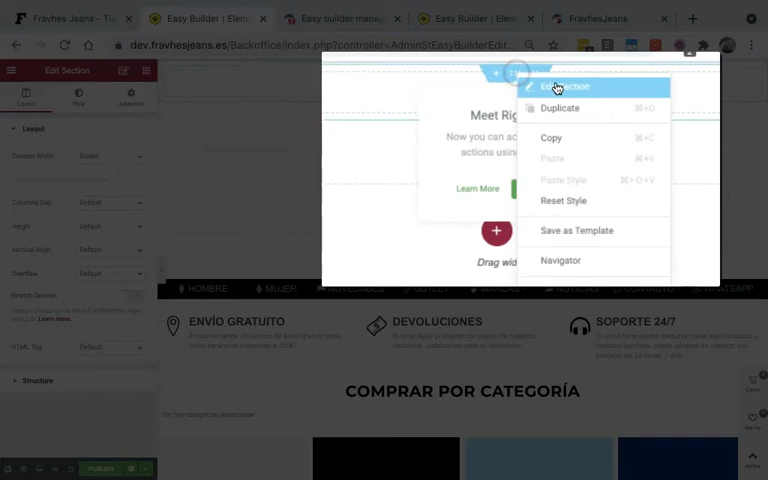 Fravhes Jeans - Tie
Easy Builder | Eleme
Easy builder manag
Easy Builder | Elem
FravhesJeans
dev.fravhesjeans.es/Backoffice/index.php?controller=AdminStEasyBuilderEdit...
Edit Section
Layout
Style
Advanced
Layout
Content Width
Boxed
Columns Gap
Default
Height
Default
Vertical Align
Default
Overflow
Default
Stretch Section
Learn more.
HTML Tag
Default
Structure
PUBLISH
Meet Rig
Now you can ac
actions using
Learn More
Drag wid
Edit Section
Duplicate
⌘+D
Copy
⌘+C
Paste
⌘+V
Paste Style
⌘+⇧+V
Reset Style
Save as Template
Navigator
HOMBRE
MUJER
NOVEDADES
OUTLET
MARCAS
NOTICIAS
CONTACTO
WHATSAPP
ENVÍO GRATUITO
DEVOLUCIONES
SOPORTE 24/7
COMPRAR POR CATEGORÍA
No hay categorías destacadas